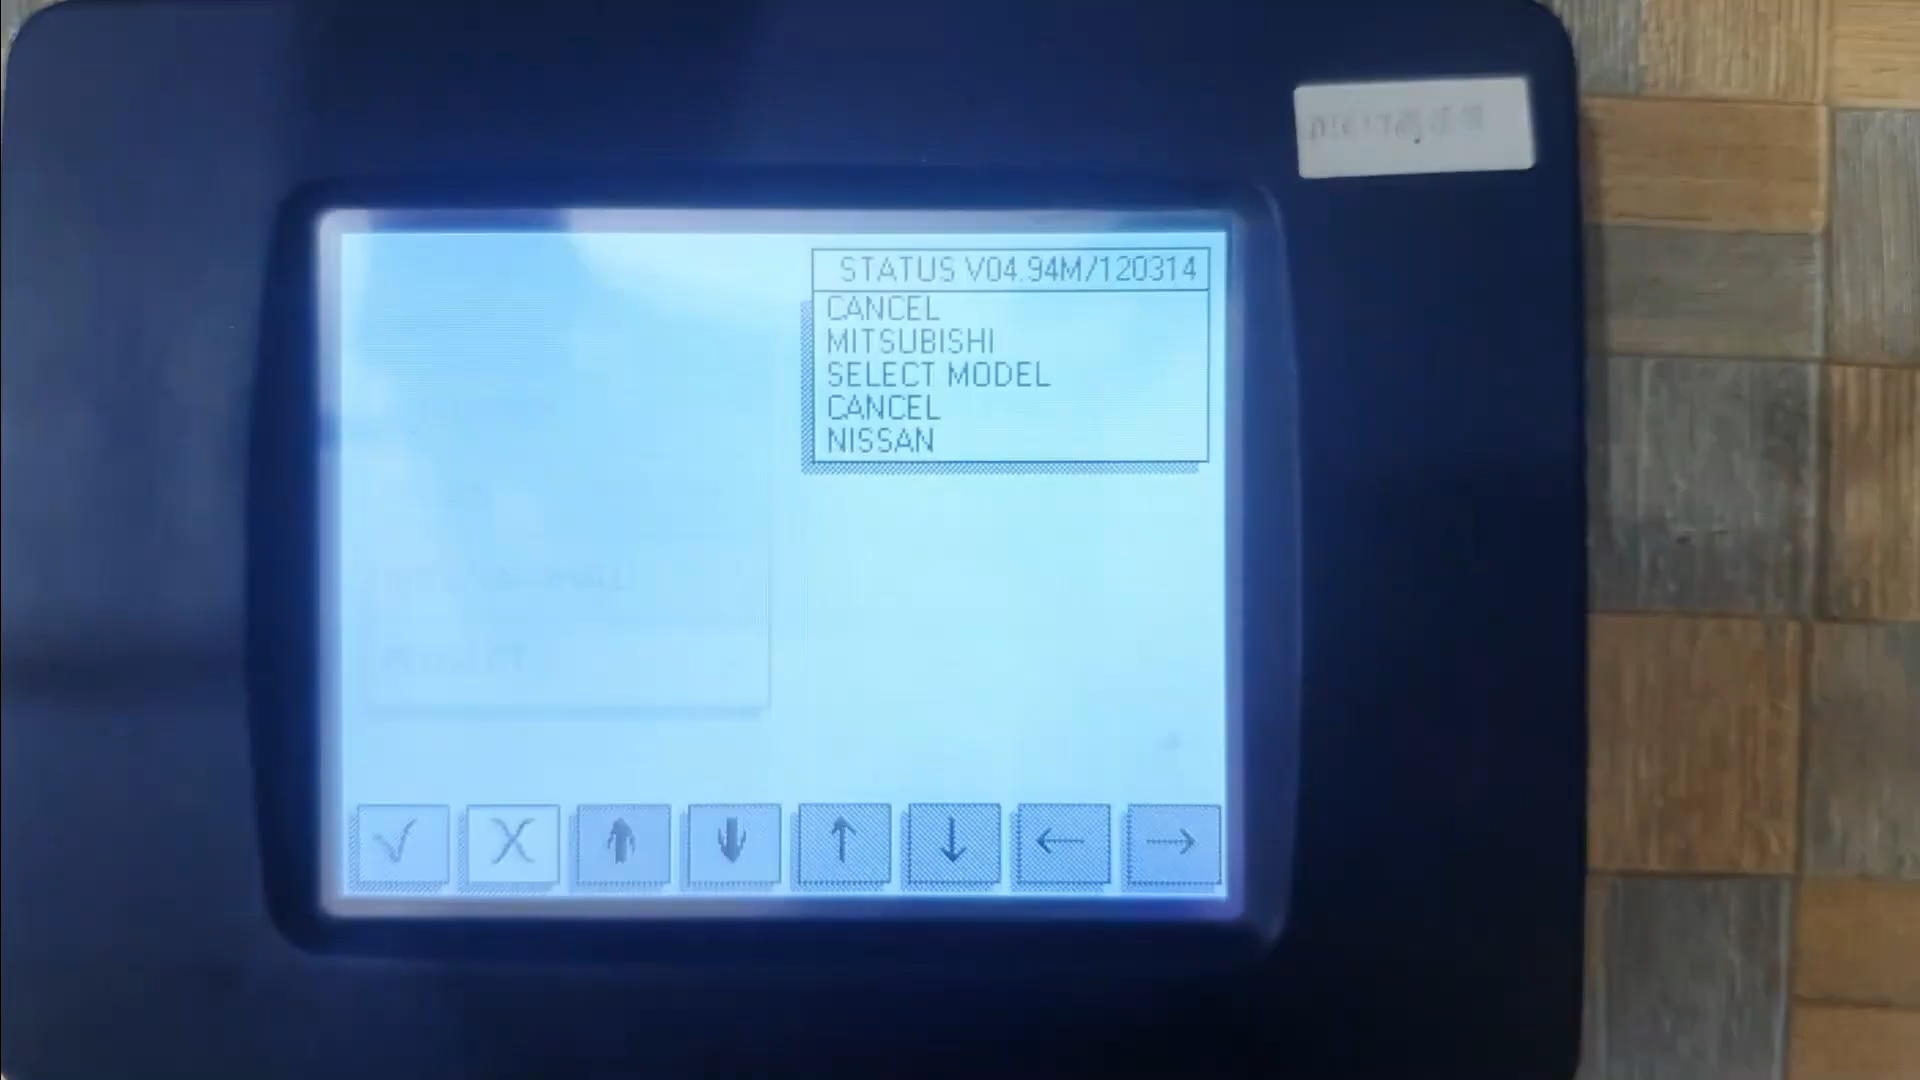 STATUS V04.94M/120314
CANCEL
MITSUBISHI
SELECT MODEL
CANCEL
NISSAN